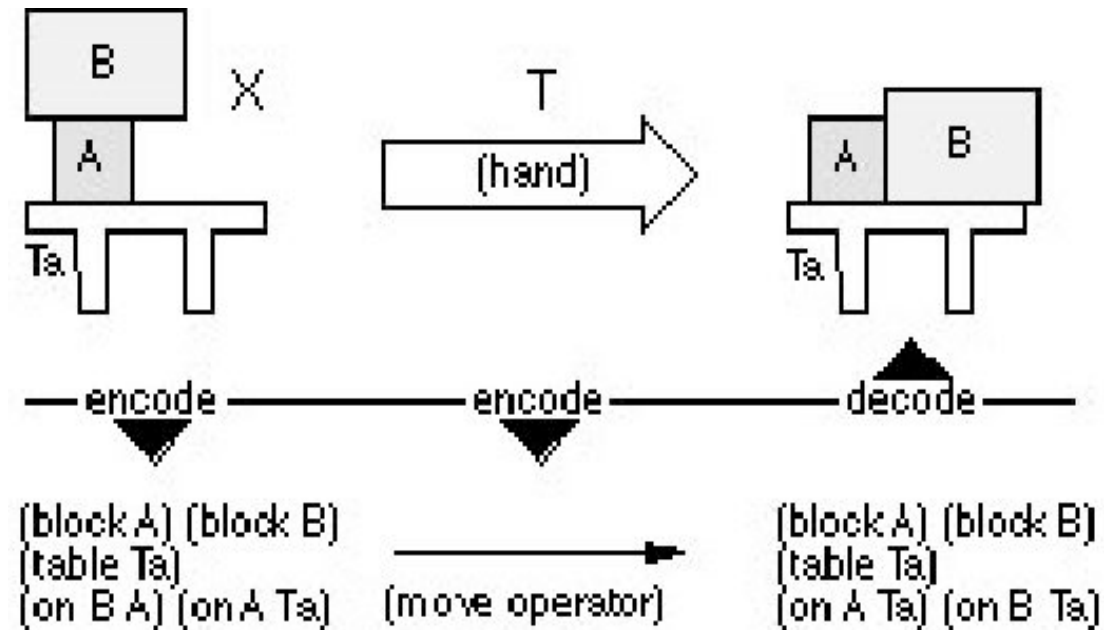 B
X
T
A
(hand)
A
B
Ta
Ta
encode
encode
decode
(block A) (block B)
(table Ta)
(on B A) (on A Ta)
(move operator)
(block A) (block B)
(table Ta)
(on A Ta) (on B Ta)